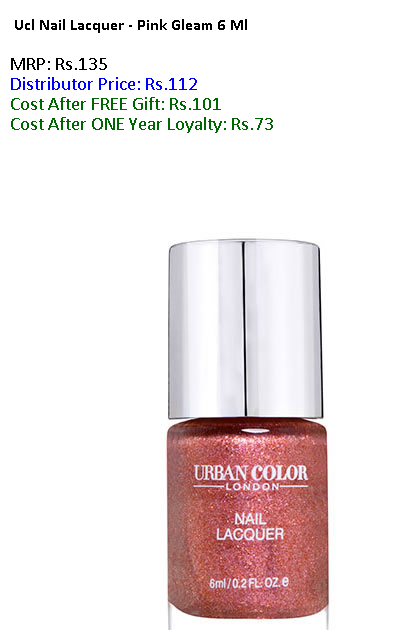 Ucl Nail Lacquer - Pink Gleam 6 Ml
MRP: Rs.135
Distributor Price: Rs.112
Cost After FREE Gift: Rs.101
Cost After ONE Year Loyalty: Rs.73
URBAN COLOR
LONDON
NAIL
LACQUER
6ml/0.2 FL. OZ. e